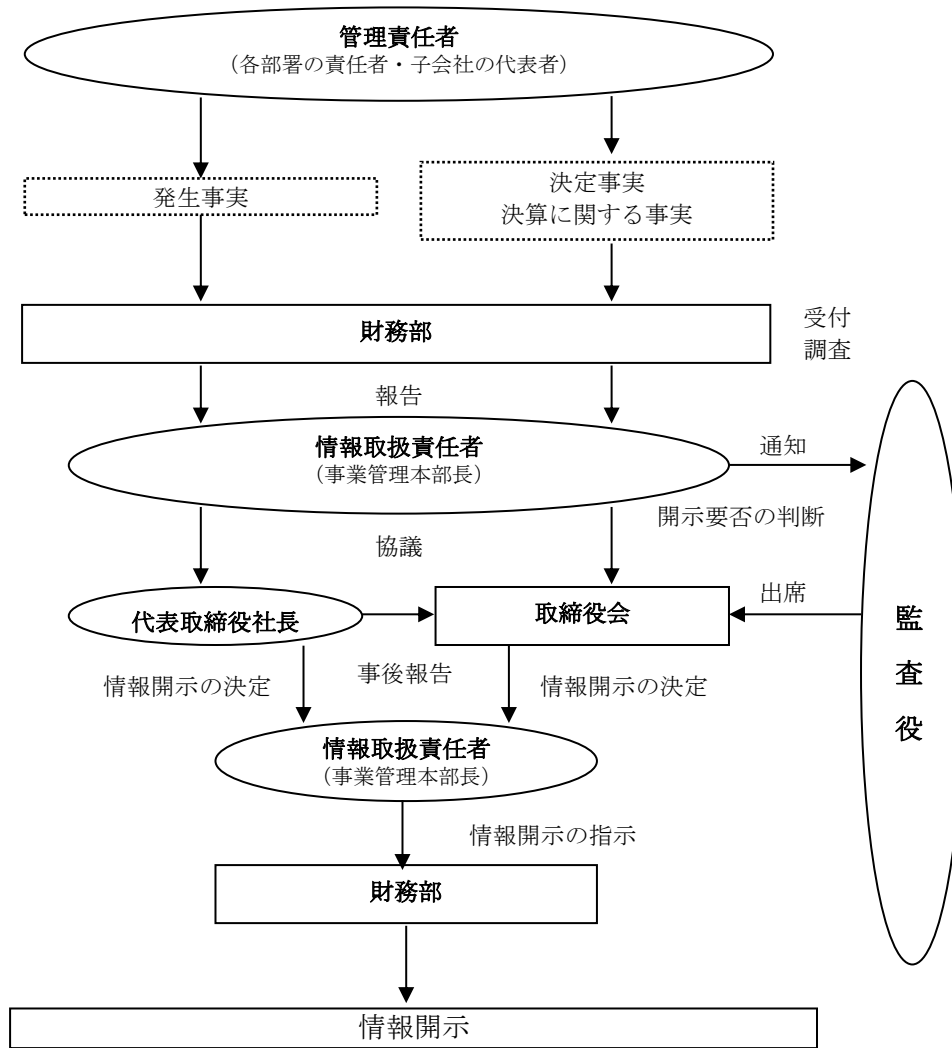 管理責任者
（各部署の責任者・子会社の代表者）
発生事実
決定事実
決算に関する事実
財務部
受付
調査
報告
情報取扱責任者
（事業管理本部長）
通知
開示要否の判断
協議
代表取締役社長
取締役会
出席
監査役
情報開示の決定
事後報告
情報開示の決定
情報取扱責任者
（事業管理本部長）
情報開示の指示
財務部
情報開示